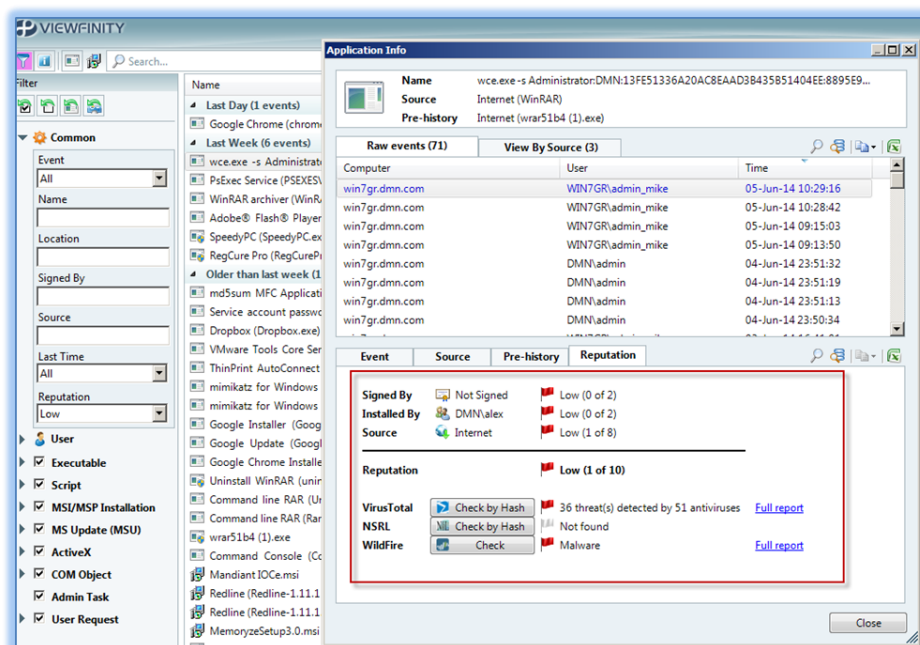 VIEWFINITY
Search...
Filter
Common
Event
All
Name
Location
Signed By
Source
Last Time
All
Reputation
Low
User
Executable
Script
MSI/MSP Installation
MS Update (MSU)
ActiveX
COM Object
Admin Task
User Request
Name
Last Day (1 events)
Google Chrome (chrom
Last Week (6 events)
wce.exe -s Administrat
PsExec Service (PSEXES
WinRAR archiver (WinR
Adobe® Flash® Player
SpeedyPC (SpeedyPC.ex
RegCure Pro (RegCurePr
Older than last week (1
md5sum MFC Applicati
Service account passwo
Dropbox (Dropbox.exe)
VMware Tools Core Ser
ThinPrint AutoConnect
mimikatz for Windows
mimikatz for Windows
Google Installer (Goog
Google Update (Googl
Google Chrome Installe
Uninstall WinRAR (unin
Command line RAR (Ur
Command line RAR (Rar
wrar51b4 (1).exe
Command Console (Co
Mandiant IOCe.msi
Redline (Redline-1.11.1
Redline (Redline-1.11.1
MemoryzeSetup3.0.msi
Application Info
Name wce.exe -s Administrator:DMN:13FE51336A20AC8EAAD3B435B51404EE:8895E9...
Source Internet (WinRAR)
Pre-history Internet (wrar51b4 (1).exe)
Raw events (71) View By Source (3)
Computer User Time
win7gr.dmn.com WIN7GR\admin_mike 05-Jun-14 10:29:16
win7gr.dmn.com WIN7GR\admin_mike 05-Jun-14 10:28:42
win7gr.dmn.com WIN7GR\admin_mike 05-Jun-14 09:15:03
win7gr.dmn.com WIN7GR\admin_mike 05-Jun-14 09:13:50
win7gr.dmn.com DMN\admin 04-Jun-14 23:51:32
win7gr.dmn.com DMN\admin 04-Jun-14 23:51:19
win7gr.dmn.com DMN\admin 04-Jun-14 23:51:13
win7gr.dmn.com DMN\admin 04-Jun-14 23:50:34
Event Source Pre-history Reputation
Signed By Not Signed Low (0 of 2)
Installed By DMN\alex Low (0 of 2)
Source Internet Low (1 of 8)
Reputation Low (1 of 10)
VirusTotal Check by Hash 36 threat(s) detected by 51 antiviruses Full report
NSRL Check by Hash Not found
WildFire Check Malware Full report
Close